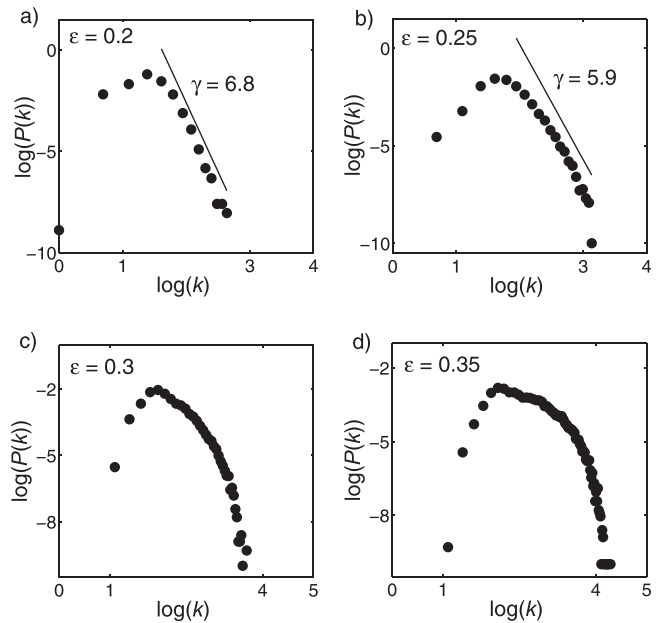 a)
ε = 0.2
γ = 6.8
log(P(k))
0
−5
−10
0 1 3 4
log(k)
b)
ε = 0.25
γ = 5.9
log(P(k))
0
−5
−10
0 1 3 4
log(k)
c)
ε = 0.3
log(P(k))
−2
−5
−8
0 1 4 5
log(k)
d)
ε = 0.35
log(P(k))
−2
−5
−8
0 1 4 5
log(k)